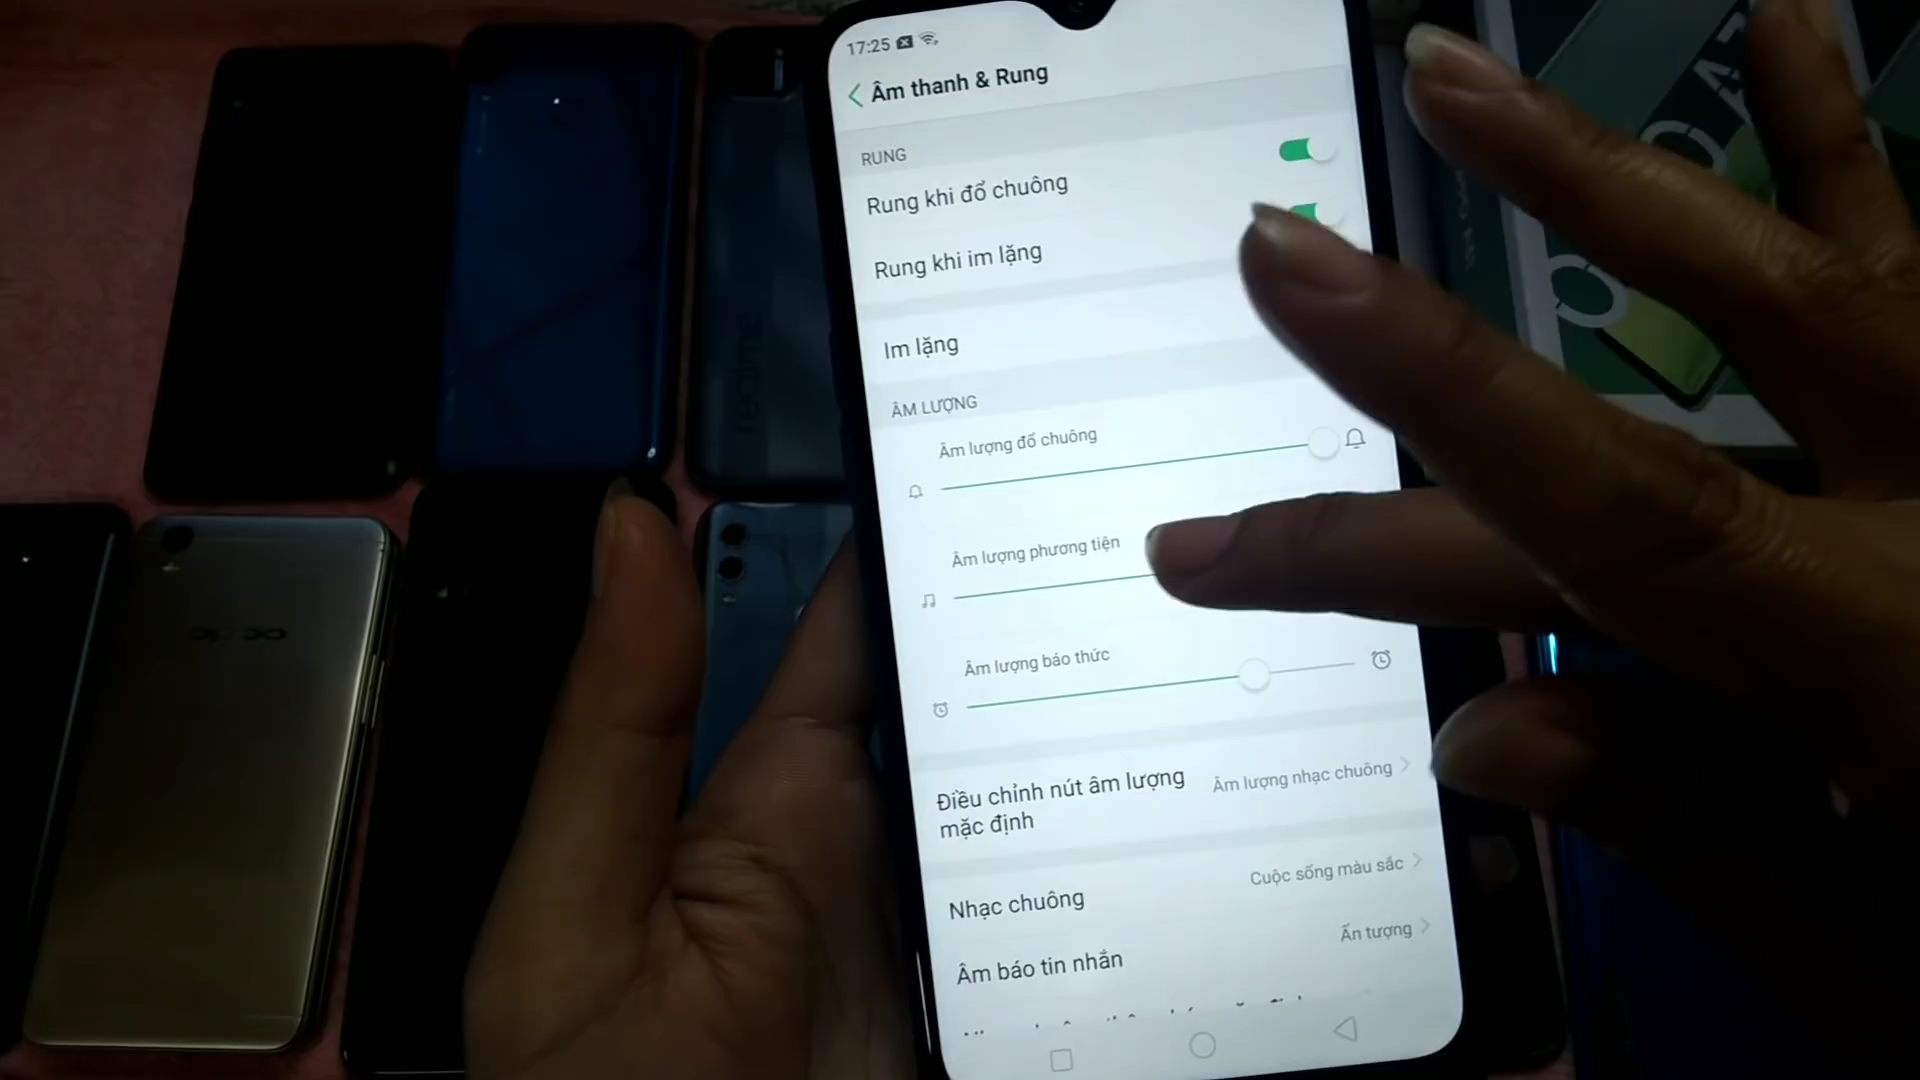 17:25
Âm thanh & Rung
RUNG
Rung khi đổ chuông
Rung khi im lặng
Im lặng
ÂM LƯỢNG
Âm lượng đổ chuông
Âm lượng phương tiện
Âm lượng báo thức
Điều chỉnh nút âm lượng
mặc định
Âm lượng nhạc chuông
Nhạc chuông
Cuộc sống màu sắc
Âm báo tin nhắn
Ấn tượng
realme
oppo